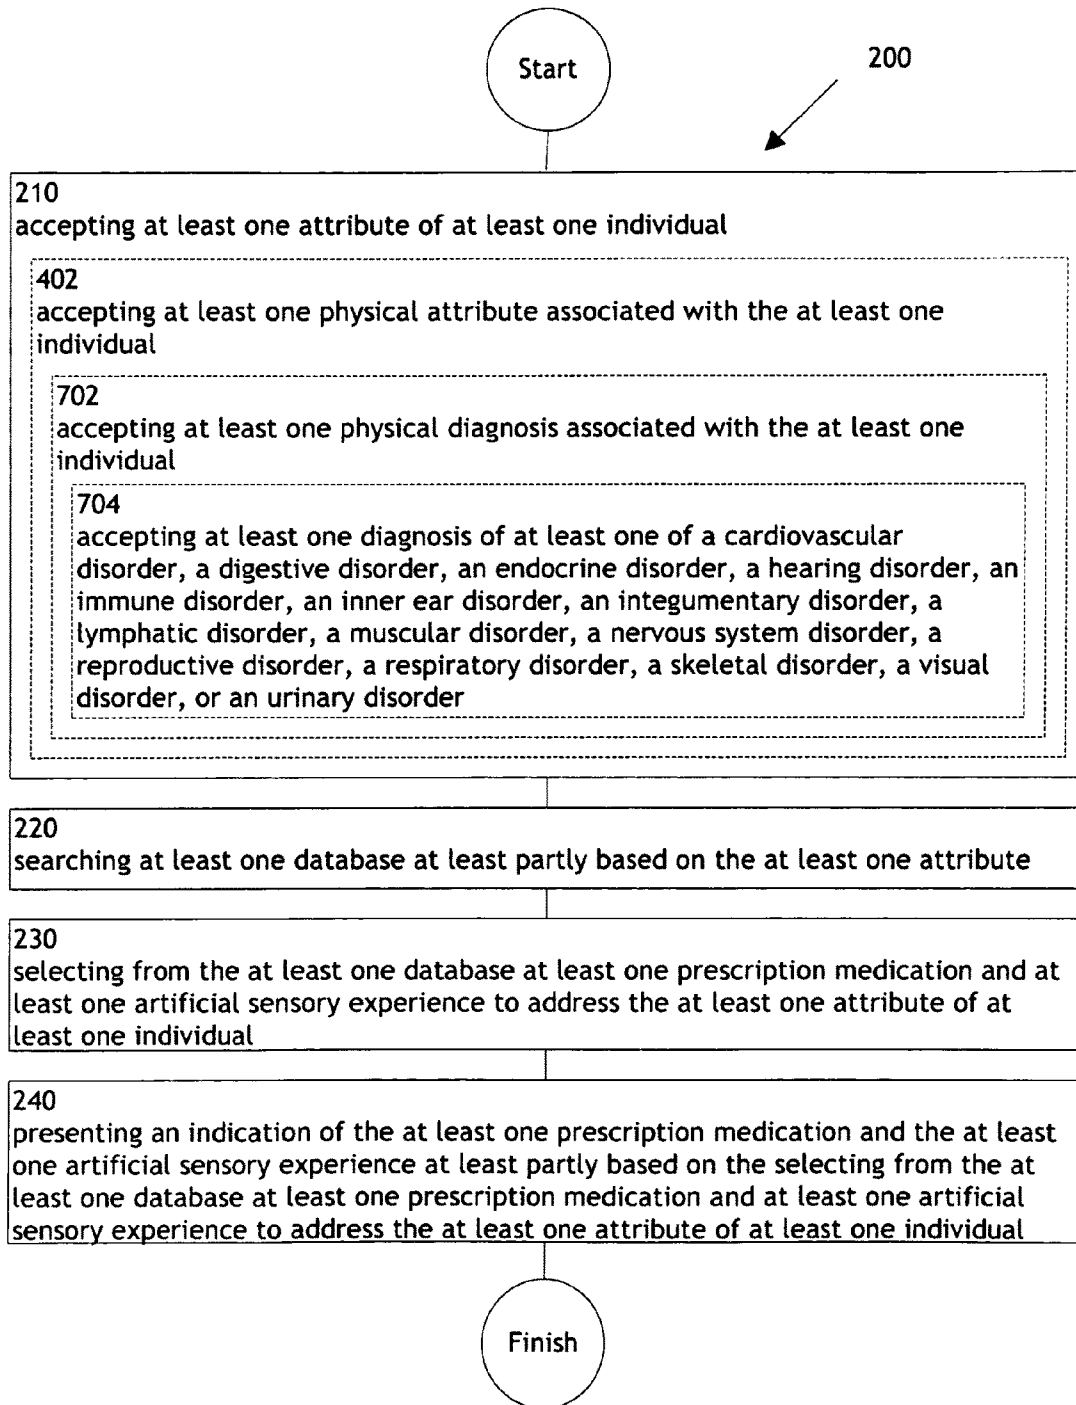 Start
200
210
accepting at least one attribute of at least one individual
402
accepting at least one physical attribute associated with the at least one
individual
702
accepting at least one physical diagnosis associated with the at least one
individual
704
accepting at least one diagnosis of at least one of a cardiovascular
disorder, a digestive disorder, an endocrine disorder, a hearing disorder, an
immune disorder, an inner ear disorder, an integumentary disorder, a
lymphatic disorder, a muscular disorder, a nervous system disorder, a
reproductive disorder, a respiratory disorder, a skeletal disorder, a visual
disorder, or an urinary disorder
220
searching at least one database at least partly based on the at least one attribute
230
selecting from the at least one database at least one prescription medication and at
least one artificial sensory experience to address the at least one attribute of at
least one individual
240
presenting an indication of the at least one prescription medication and the at least
one artificial sensory experience at least partly based on the selecting from the at
least one database at least one prescription medication and at least one artificial
sensory experience to address the at least one attribute of at least one individual
Finish